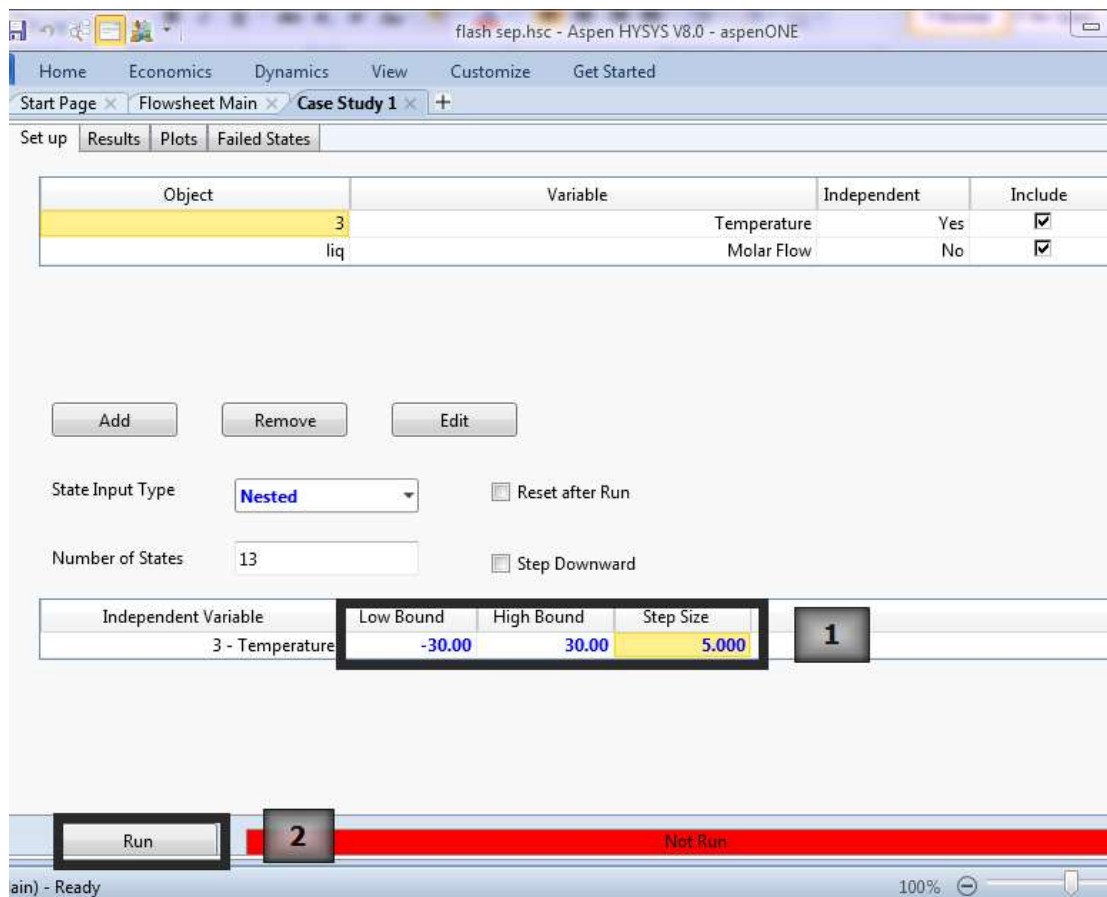 flash sep.hsc - Aspen HYSYS V8.0 - aspenONE
Home Economics Dynamics View Customize Get Started
Start Page Flowsheet Main Case Study 1
Set up Results Plots Failed States
Object Variable Independent Include
3 Temperature Yes
liq Molar Flow No
Add Remove Edit
State Input Type Nested Reset after Run
Number of States 13 Step Downward
Independent Variable Low Bound High Bound Step Size
3 - Temperature -30.00 30.00 5.000 1
Run 2 Not Run
ain) - Ready 100%